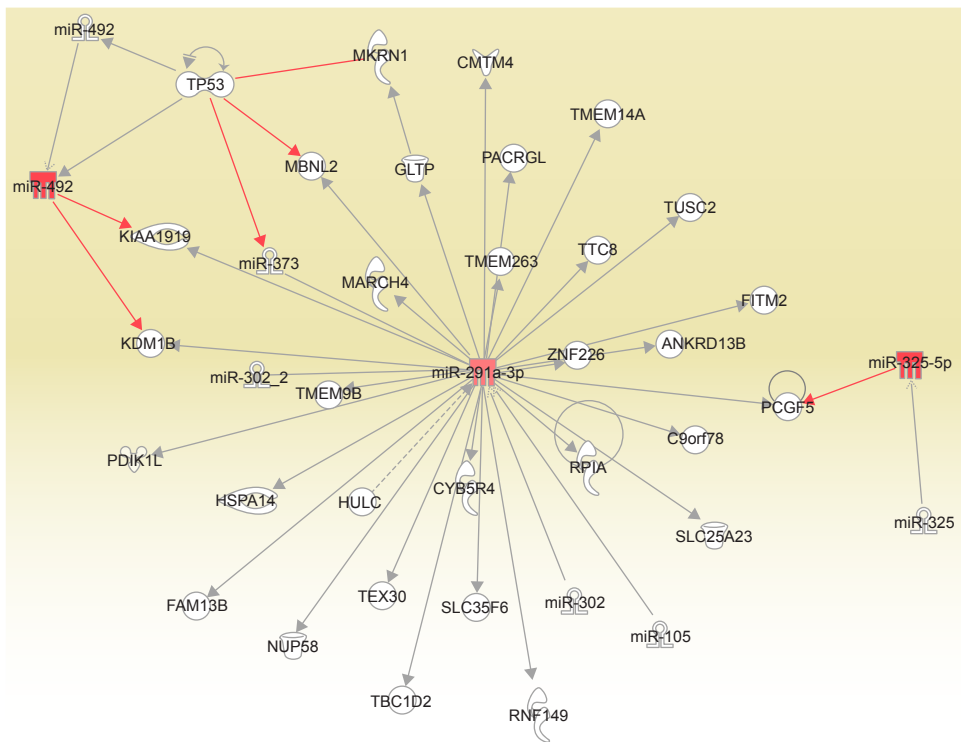 miR-492
MKRN1
CMTM4
TP53
TMEM14A
MBNL2
GLTP
PACRGL
miR-492
TUSC2
KIAA1919
miR-373
TMEM263
TTC8
MARCH4
FITM2
KDM1B
ZNF226
ANKRD13B
miR-291a-3p
miR-325-5p
miR-302_2
TMEM9B
PCGF5
C9orf78
PDIK1L
RPIA
HSPA14
HULC
CYB5R4
SLC25A23
miR-325
FAM13B
TEX30
SLC35F6
miR-302
NUP58
miR-105
TBC1D2
RNF149